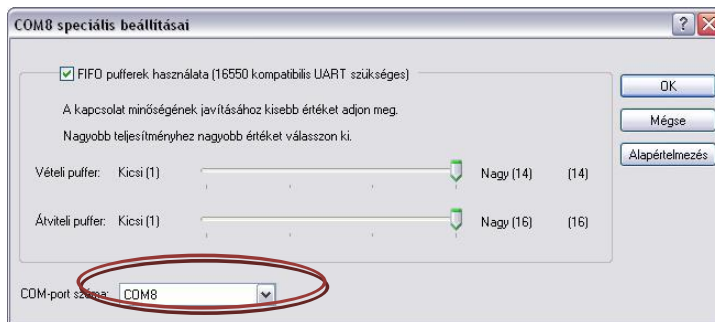 COM8 speciális beállításai
FIFO pufferek használata (16550 kompatibilis UART szükséges)
OK
A kapcsolat minőségének javításához kisebb értéket adjon meg.
Mégse
Nagyobb teljesítményhez nagyobb értéket válasszon ki.
Alapértelmezés
Vételi puffer: Kicsi (1) Nagy (14) (14)
Átviteli puffer: Kicsi (1) Nagy (16) (16)
COM-port száma: COM8